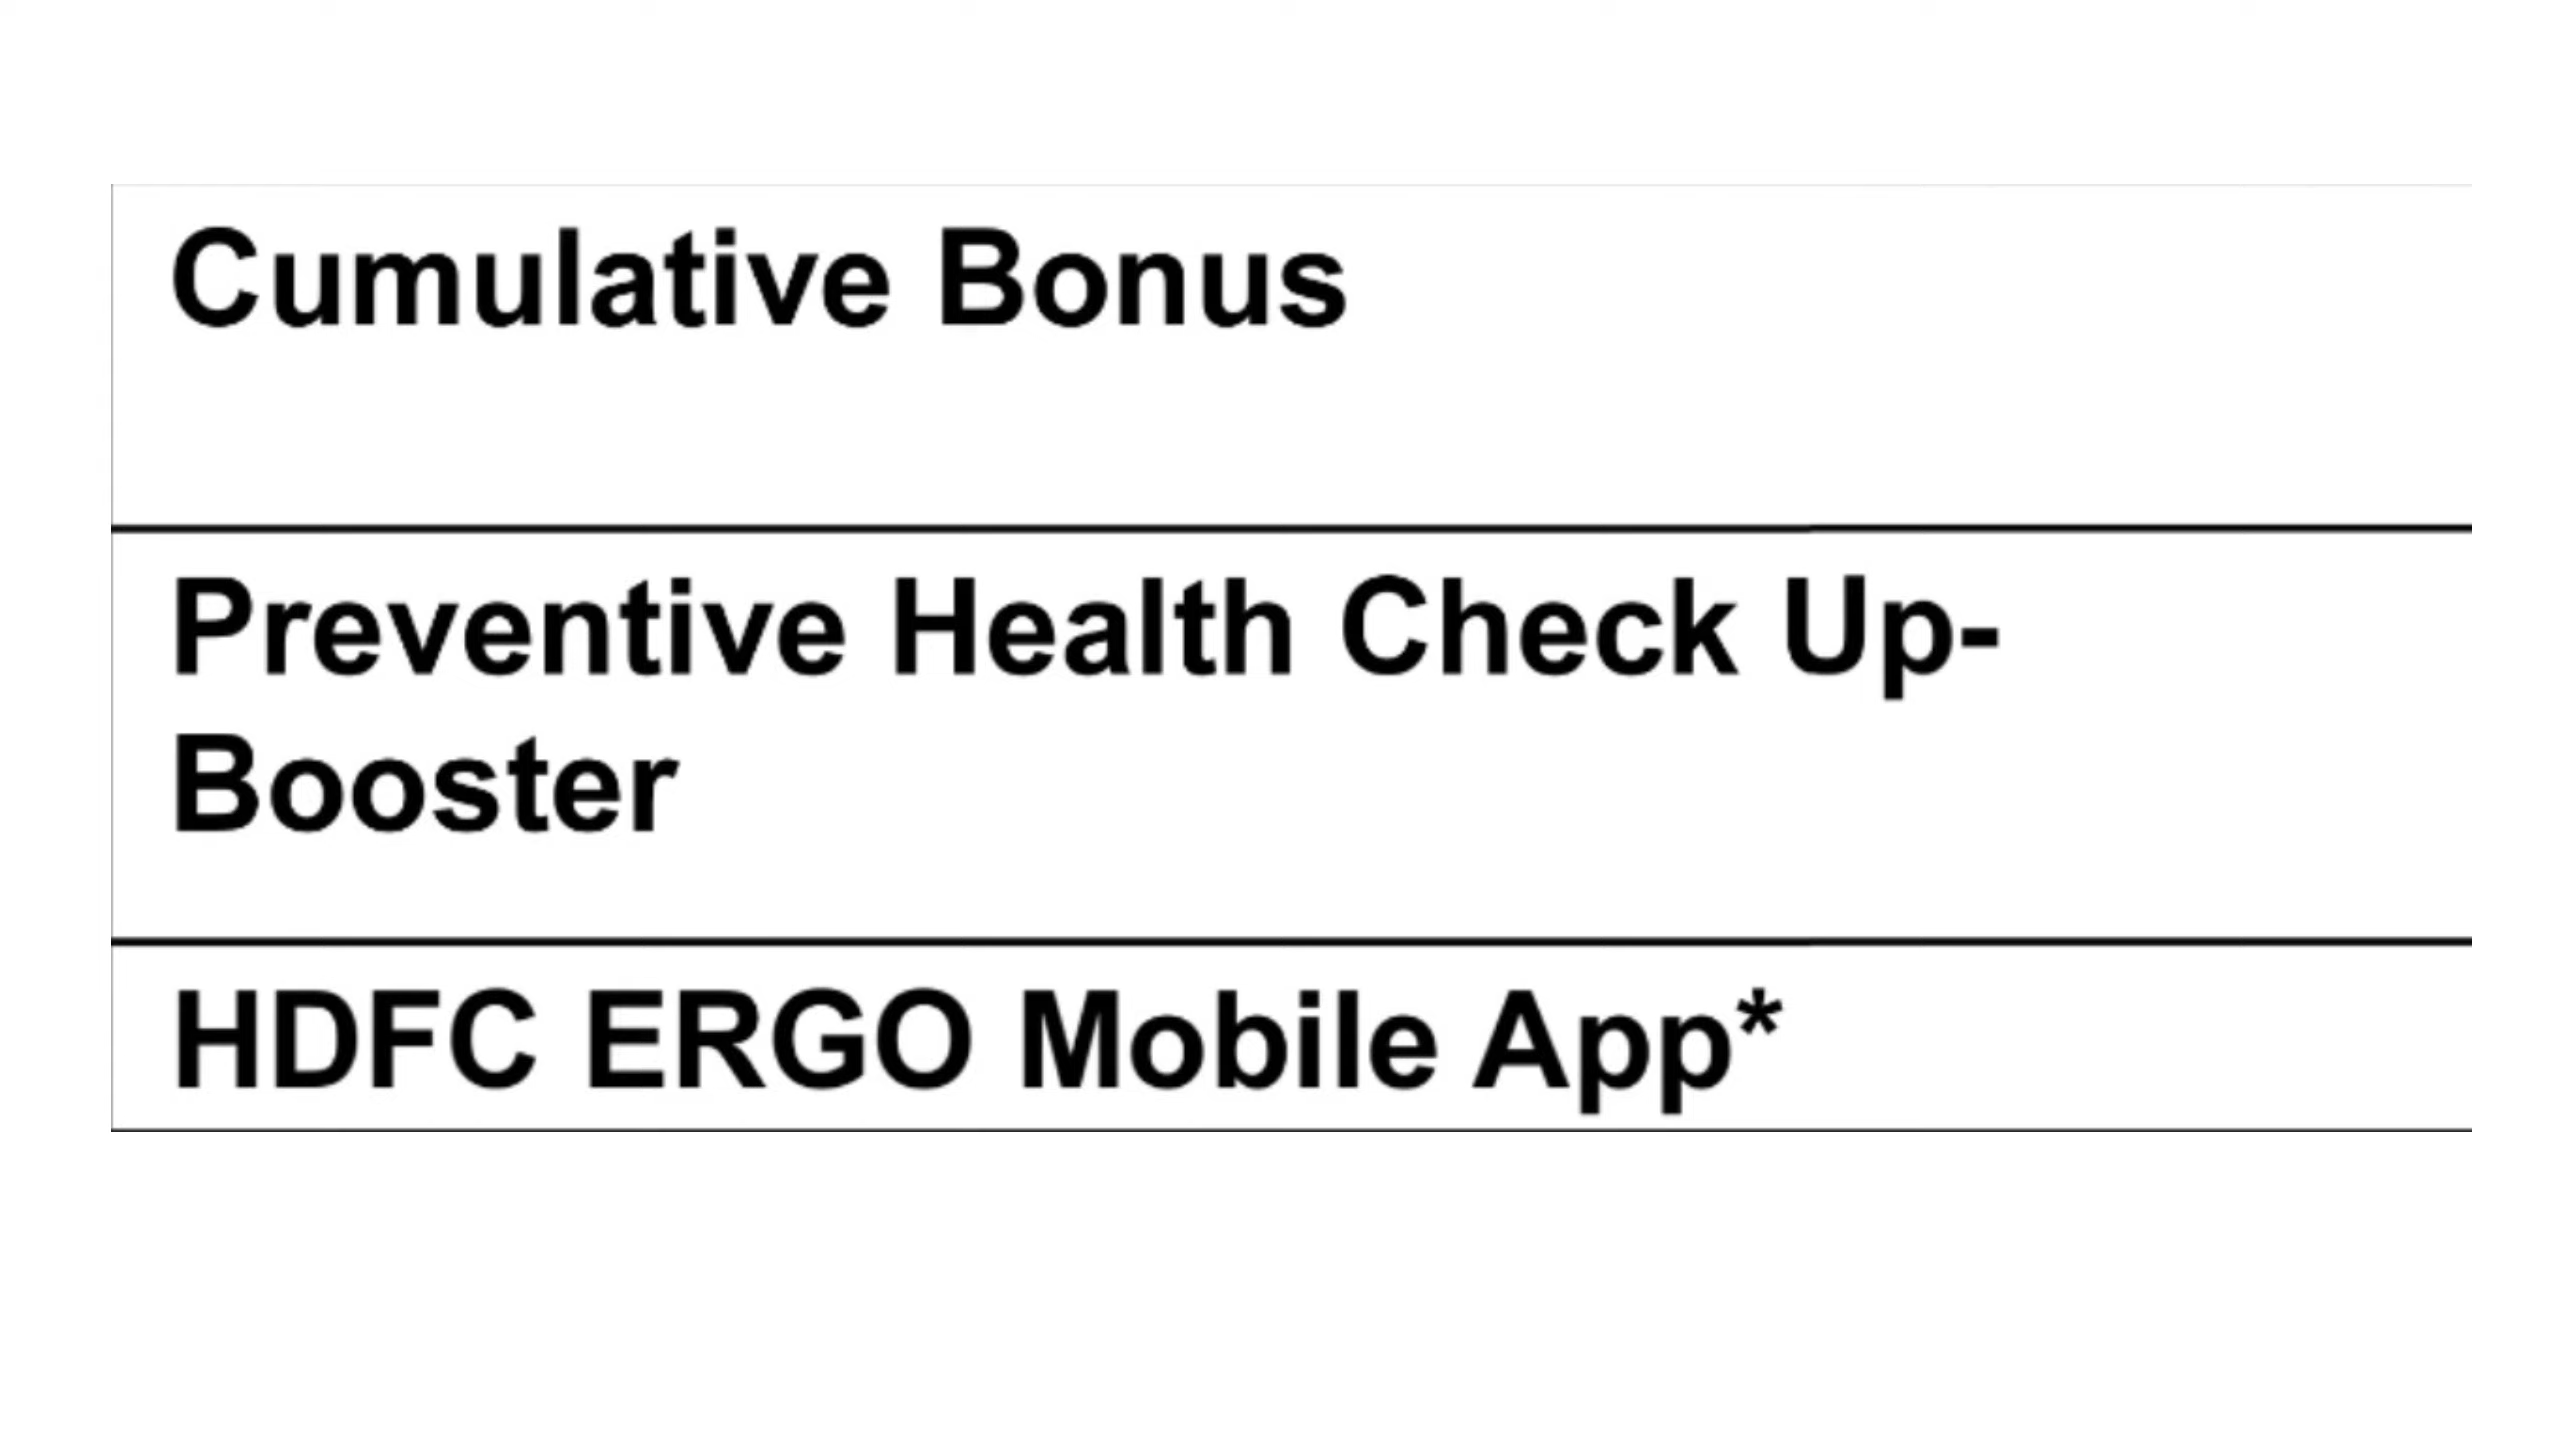 Cumulative Bonus
Preventive Health Check Up-
Booster
HDFC ERGO Mobile App*